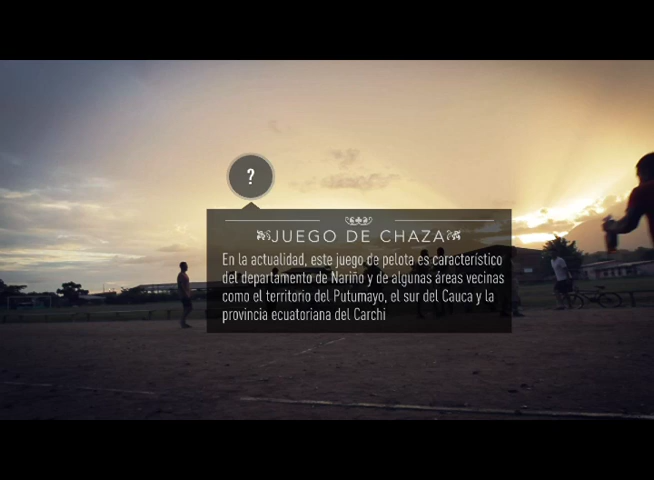 ?
JUEGO DE CHAZA
En la actualidad, este juego de pelota es característico
del departamento de Nariño y de algunas áreas vecinas
como el territorio del Putumayo, el sur del Cauca y la
provincia ecuatoriana del Carchi